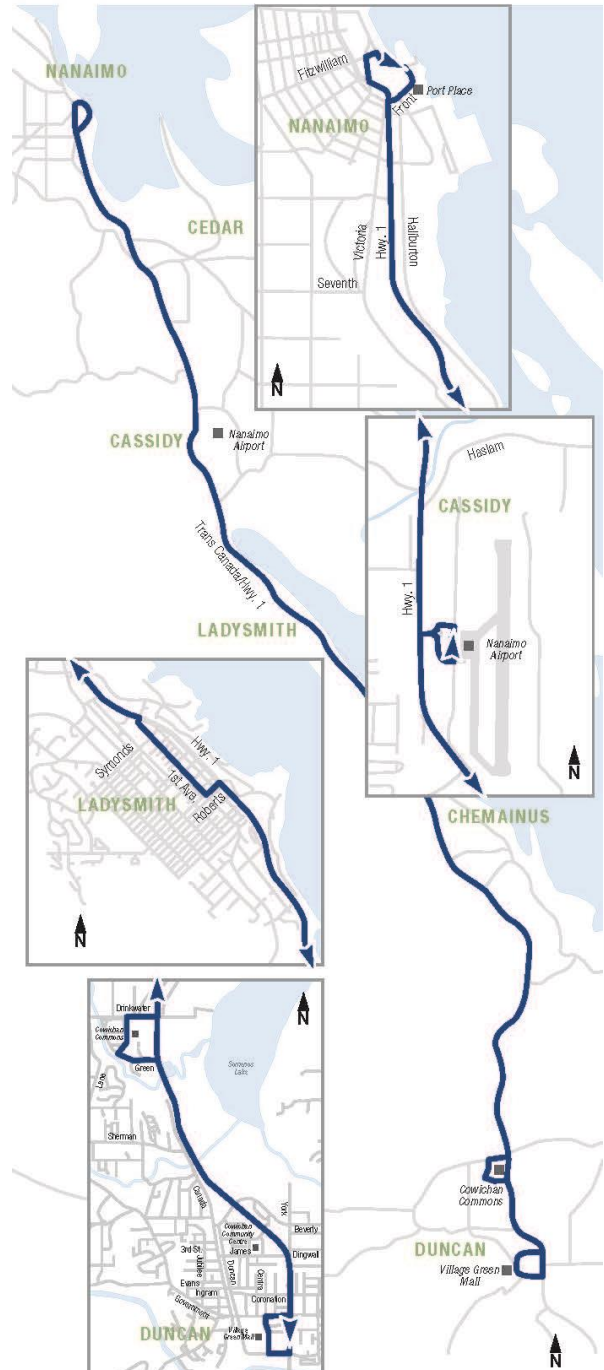 NANAIMO
CEDAR
CASSIDY
Nanaimo
Airport
Trans Canada/Hwy. 1
LADYSMITH
CHEMAINUS
Cowichan
Commons
DUNCAN
Village Green
Mall
N
Fitzwilliam
Front
Port Place
NANAIMO
Victoria
Hwy. 1
Haliburton
Seventh
N
Haslam
CASSIDY
Hwy. 1
Nanaimo
Airport
N
Symonds
Hwy. 1
1st Ave.
Roberts
LADYSMITH
N
N
Drinkwater
Cowichan
Commons
Green
Lane
Somenos
Lake
Sherman
Canada
York
Beverly
Cowichan
Community
Centre
James
Dingwall
3rd St.
Jubilee
Duncan
Central
Evans
Ingram
Coronation
Government
Village
Green Mall
DUNCAN